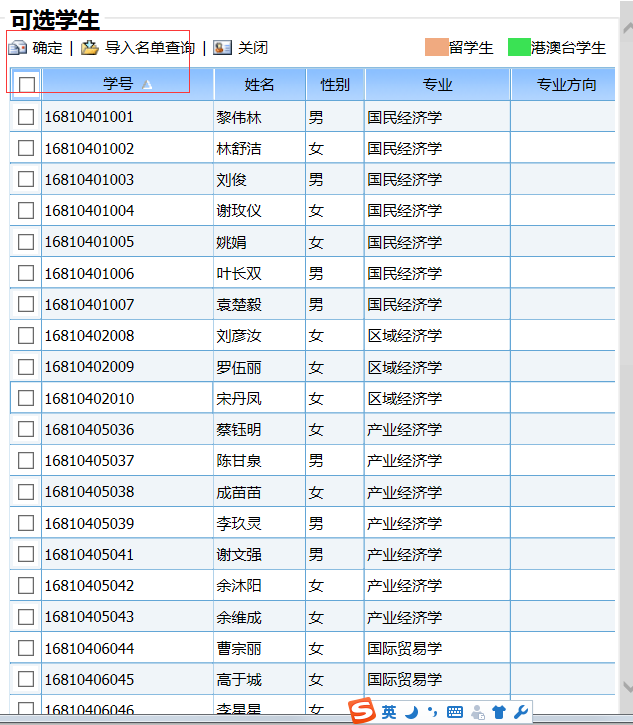 可选学生
确定 | 导入名单查询 | 关闭 留学生 港澳台学生
学号 姓名 性别 专业 专业方向
16810401001 黎伟林 男 国民经济学
16810401002 林舒洁 女 国民经济学
16810401003 刘俊 男 国民经济学
16810401004 谢玫仪 女 国民经济学
16810401005 姚娟 女 国民经济学
16810401006 叶长双 男 国民经济学
16810401007 袁楚毅 男 国民经济学
16810402008 刘彦汝 女 区域经济学
16810402009 罗伍丽 女 区域经济学
16810402010 宋丹凤 女 区域经济学
16810405036 蔡钰明 女 产业经济学
16810405037 陈甘泉 男 产业经济学
16810405038 成苗苗 女 产业经济学
16810405039 李玖灵 男 产业经济学
16810405041 谢文强 男 产业经济学
16810405042 余沐阳 女 产业经济学
16810405043 余维成 女 产业经济学
16810406044 曹宗丽 女 国际贸易学
16810406045 高于城 女 国际贸易学
16810406046 李星星 女
英